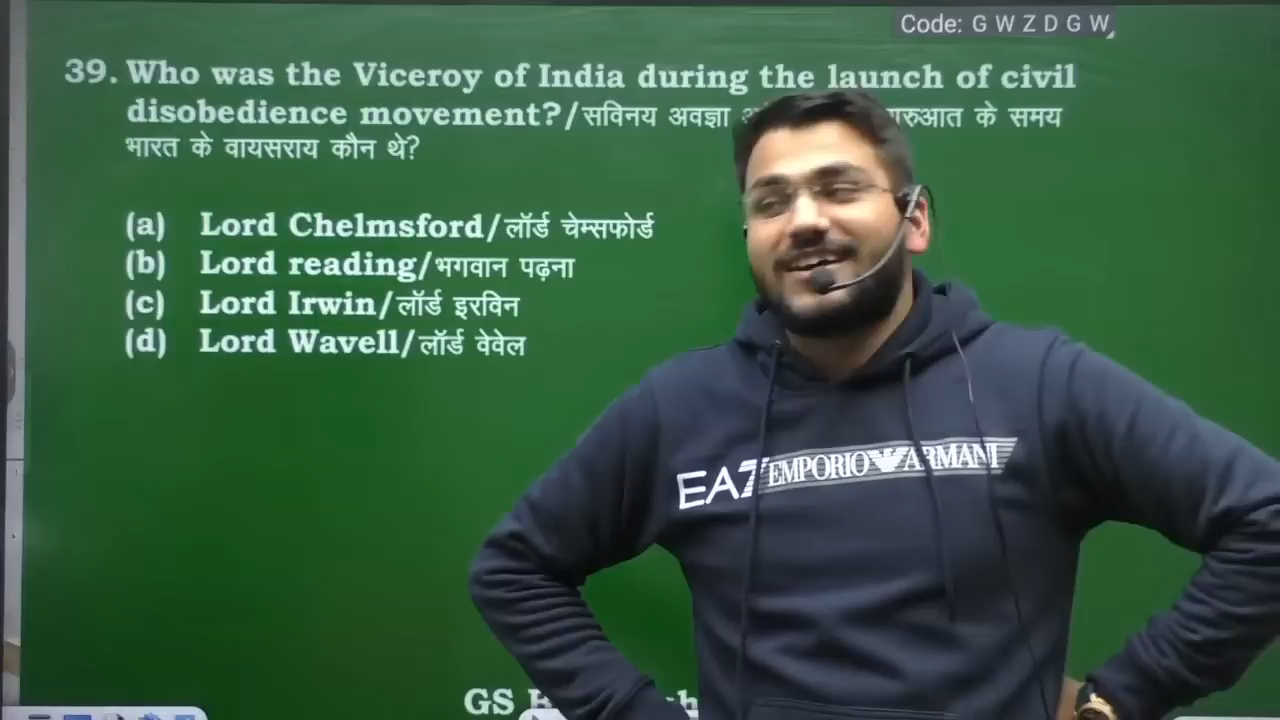 Code: G W Z D G W
39. Who was the Viceroy of India during the launch of civil
disobedience movement?/सविनय अवज्ञा के समय
भारत के वायसराय कौन थे?
(a) Lord Chelmsford/लॉर्ड चेम्सफोर्ड
(b) Lord reading/भगवान पढ़ना
(c) Lord Irwin/लॉर्ड इरविन
(d) Lord Wavell/लॉर्ड वेवेल
EA7 EMPORIO ARMANI
GS